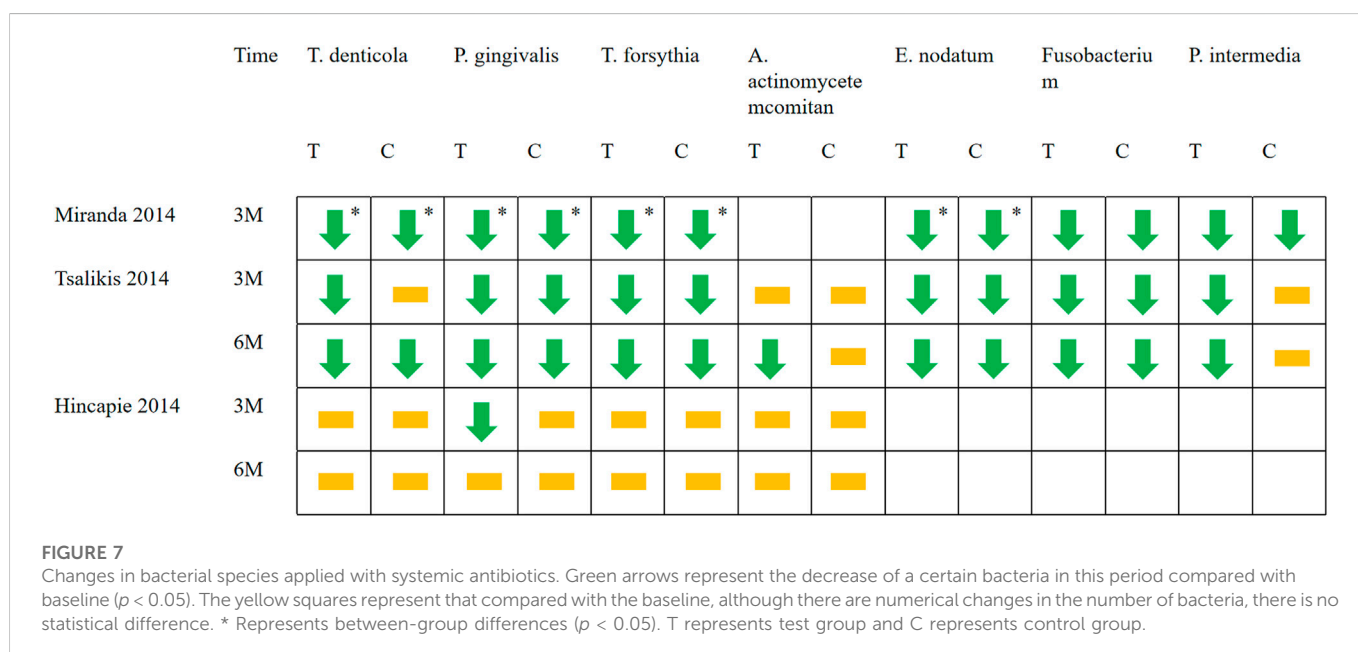 Time T. denticola P. gingivalis T. forsythia A. actinomycete mcomitan E. nodatum Fusobacteriu m P. intermedia
T C T C T C T C T C T C T C
Miranda 2014 3M * * * * * * * *
Tsalikis 2014 3M
6M
Hincapie 2014 3M
6M
FIGURE 7
Changes in bacterial species applied with systemic antibiotics. Green arrows represent the decrease of a certain bacteria in this period compared with
baseline (p < 0.05). The yellow squares represent that compared with the baseline, although there are numerical changes in the number of bacteria, there is no
statistical difference. * Represents between-group differences (p < 0.05). T represents test group and C represents control group.